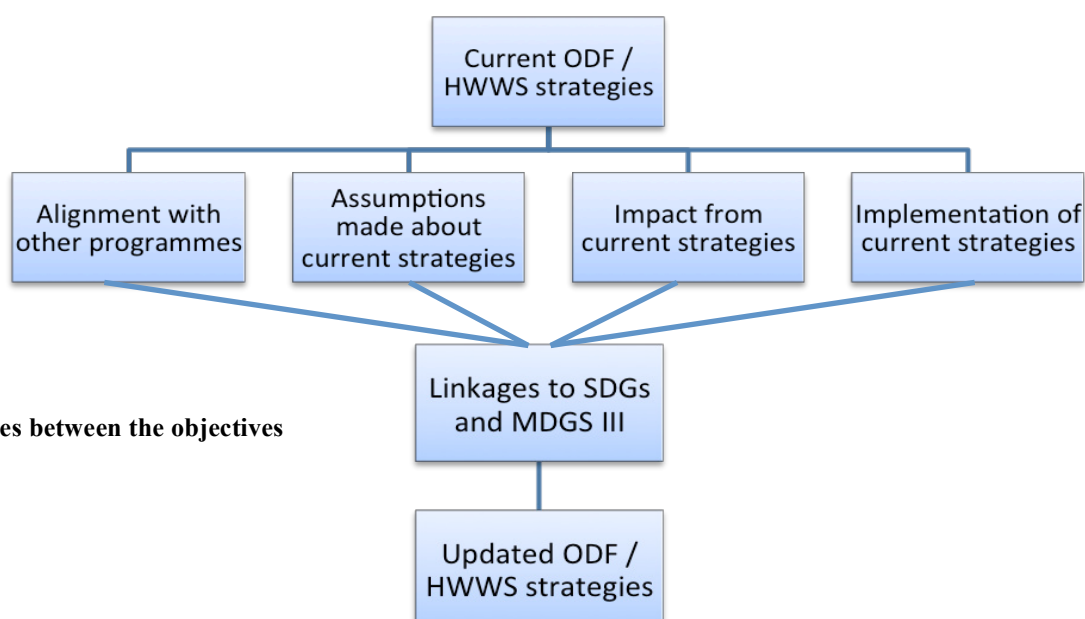 Current ODF /
HWWS strategies
Alignment with
other programmes
Assumptions
made about
current strategies
Impact from
current strategies
Implementation of
current strategies
Linkages to SDGs
and MDGS III
es between the objectives
Updated ODF /
HWWS strategies